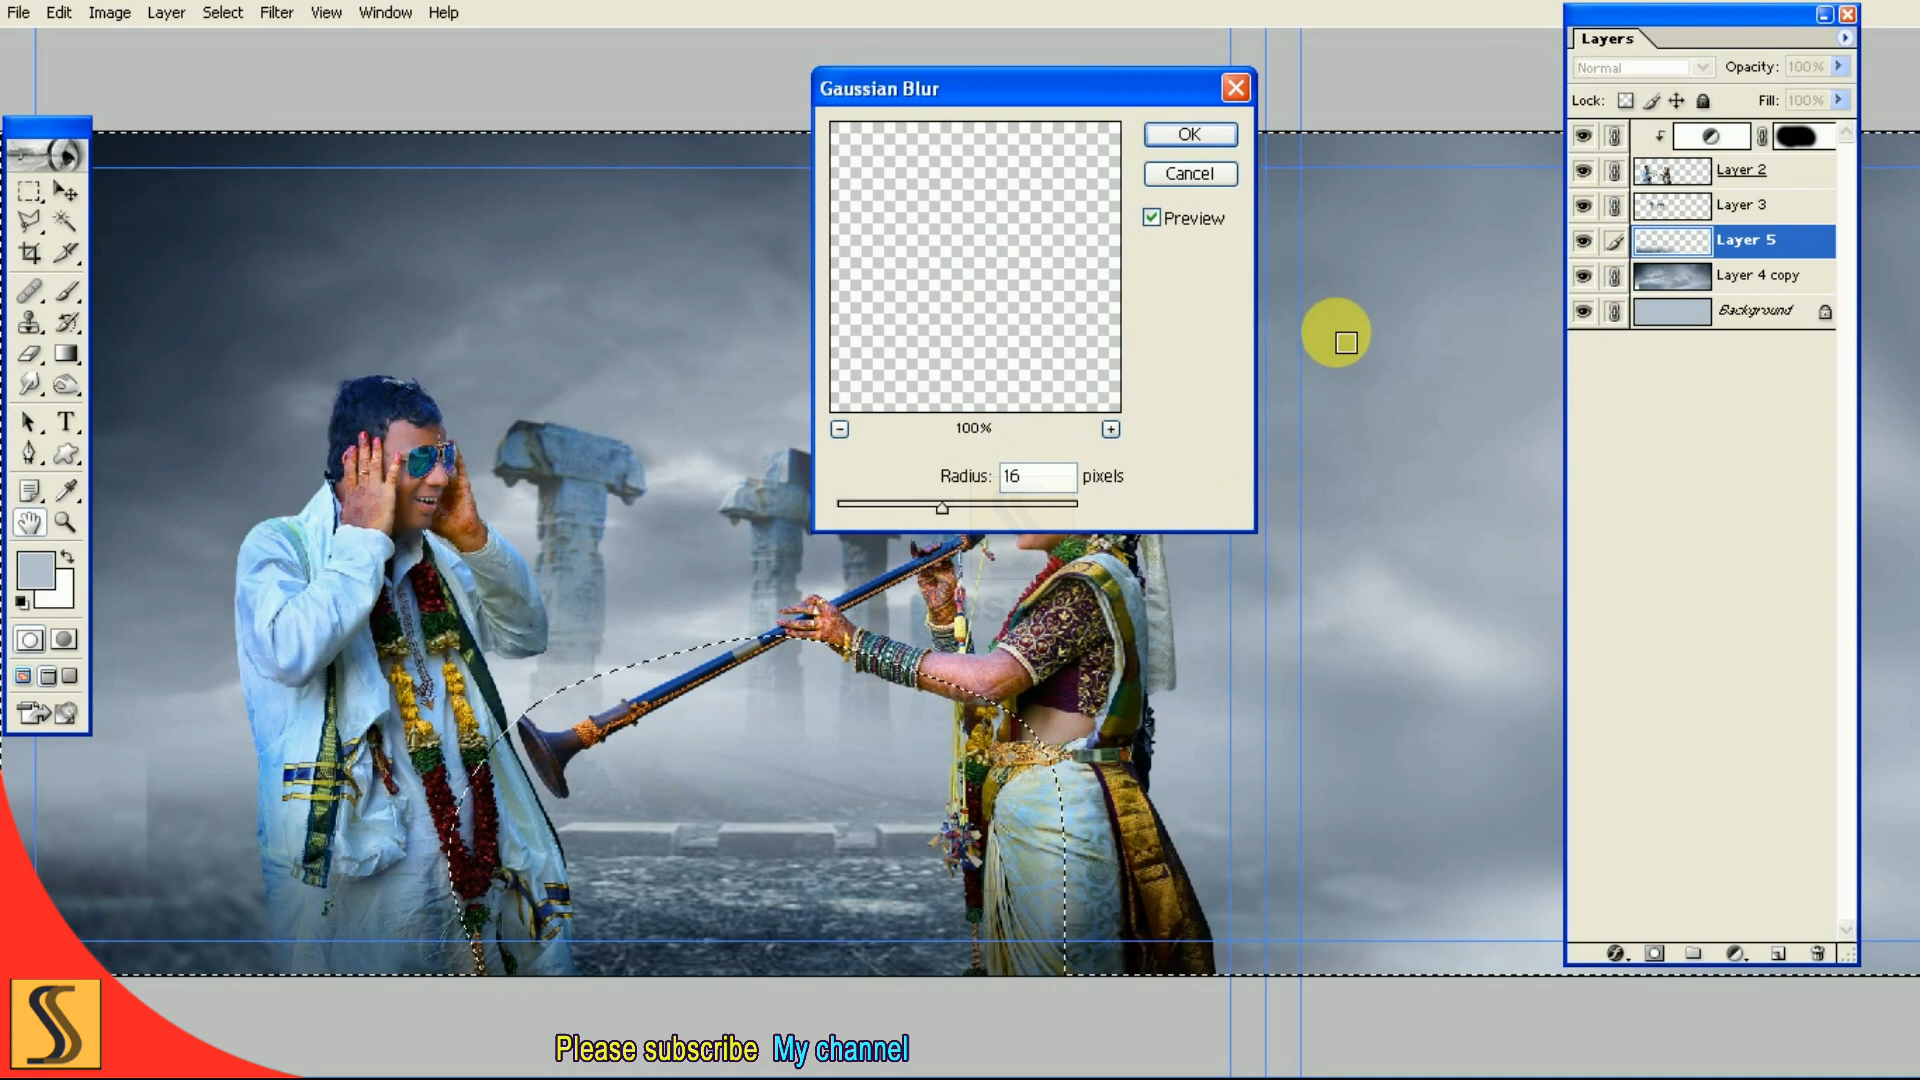 File Edit Image Layer Select Filter View Window Help
Layers
Normal Opacity: 100%
Lock: Fill: 100%
Layer 2
Layer 3
Layer 5
Layer 4 copy
Background
Gaussian Blur
OK
Cancel
Preview
100%
Radius: 16 pixels
T
Please subscribe My channel